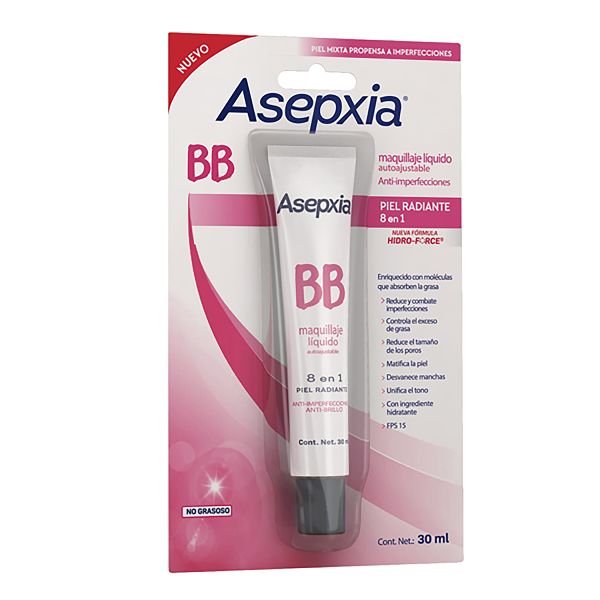 NUEVO
PIEL MIXTA PROPENSA A IMPERFECCIONES
Asepxia®
BB
maquillaje líquido
autoajustable
Anti-imperfecciones
PIEL RADIANTE
8 en 1
NUEVA FÓRMULA
HIDRO-FORCE®
Enriquecido con moléculas
que absorben la grasa
> Reduce y combate
imperfecciones
> Controla el exceso
de grasa
> Reduce el tamaño
de los poros
> Matifica la piel
> Desvanece manchas
> Unifica el tono
> Con ingrediente
hidratante
> FPS 15
Asepxia
BB
maquillaje
líquido
autoajustable
8 en 1
PIEL RADIANTE
ANTI-IMPERFECCIONE
ANTI-BRILLO
Cont. Net. 30 m
NO GRASOSO
Cont. Net.: 30 ml